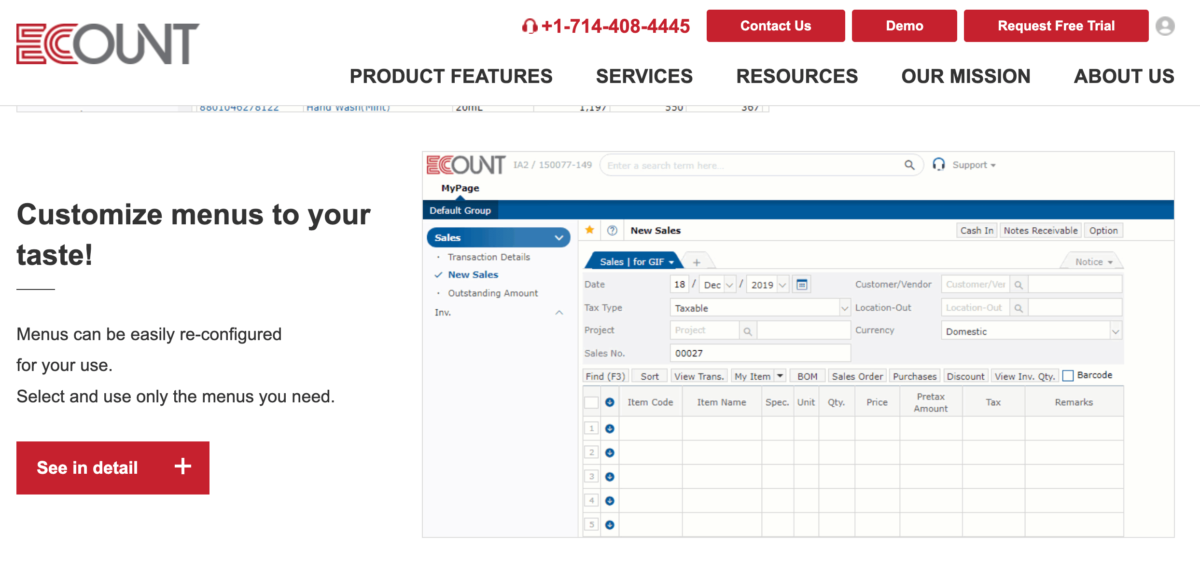 ECOUNT
+1-714-408-4445
Contact Us
Demo
Request Free Trial
PRODUCT FEATURES SERVICES RESOURCES OUR MISSION ABOUT US
8801046278122 Hand Wash(Mint) 20mL 1,197 550 367
Customize menus to your
taste!
Menus can be easily re-configured
for your use.
Select and use only the menus you need.
See in detail +
ECOUNT IA2 / 150077-149 Enter a search term here... Support
MyPage
Default Group
Sales
Transaction Details
New Sales
Outstanding Amount
Inv.
New Sales Cash In Notes Receivable Option
Sales | for GIF + Notice
Date 18 / Dec / 2019 Customer/Vendor Customer/Ver
Tax Type Taxable Location-Out Location-Out
Project Project Currency Domestic
Sales No. 00027
Find (F3) Sort View Trans. My Item BOM Sales Order Purchases Discount View Inv. Qty. Barcode
Item Code Item Name Spec. Unit Qty. Price Pretax Amount Tax Remarks
1
2
3
4
5